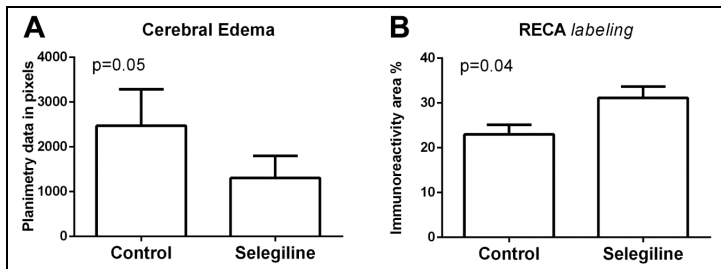 A
Cerebral Edema
p=0.05
Planimetry data in pixels
4000
3000
2000
1000
0
Control Selegiline
B
RECA labeling
p=0.04
Immunoreactivity area %
40
30
20
10
0
Control Selegiline